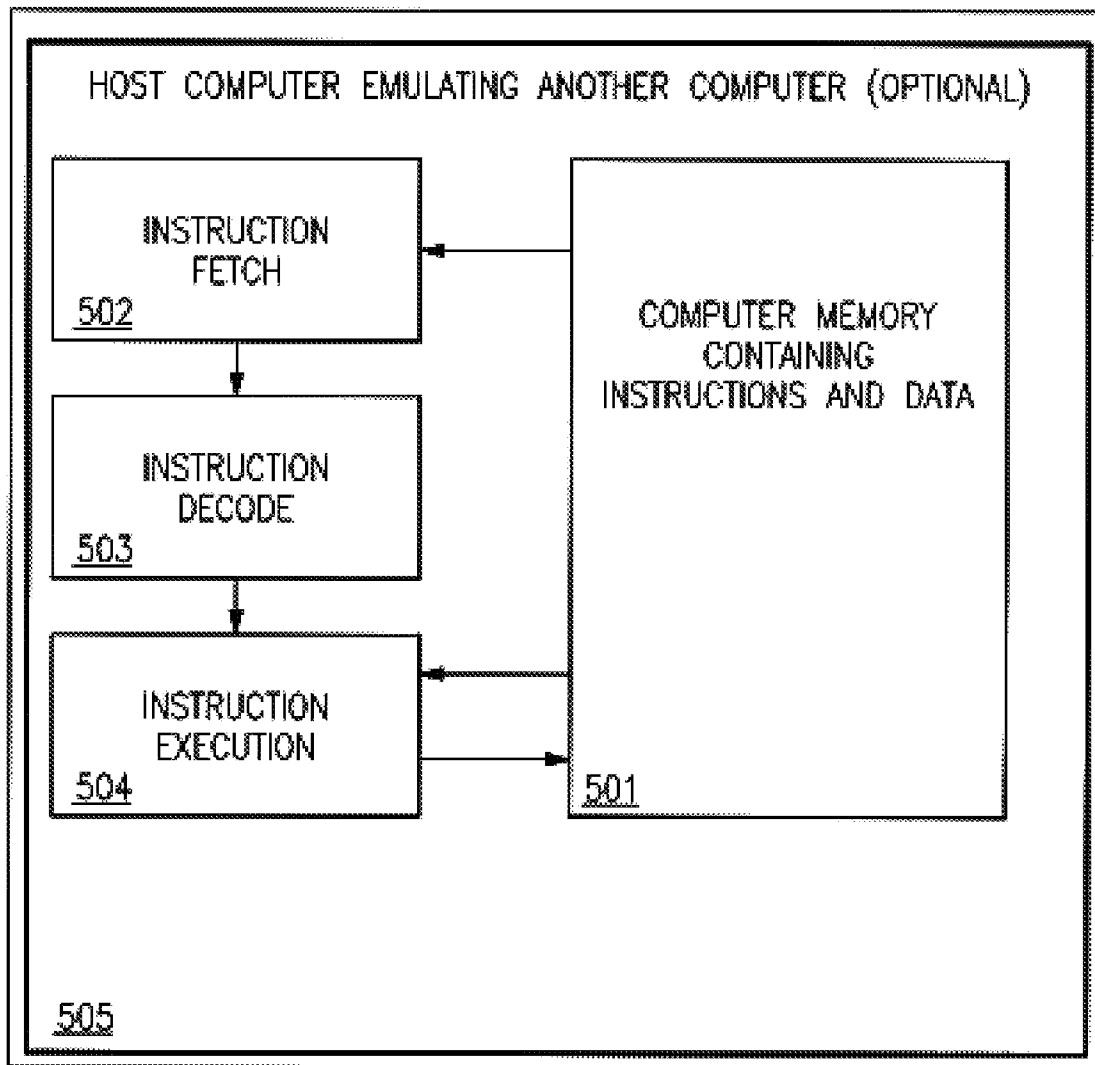 HOST COMPUTER EMULATING ANOTHER COMPUTER (OPTIONAL)
INSTRUCTION
FETCH
502
INSTRUCTION
DECODE
503
INSTRUCTION
EXECUTION
504
COMPUTER MEMORY
CONTAINING
INSTRUCTIONS AND DATA
501
505